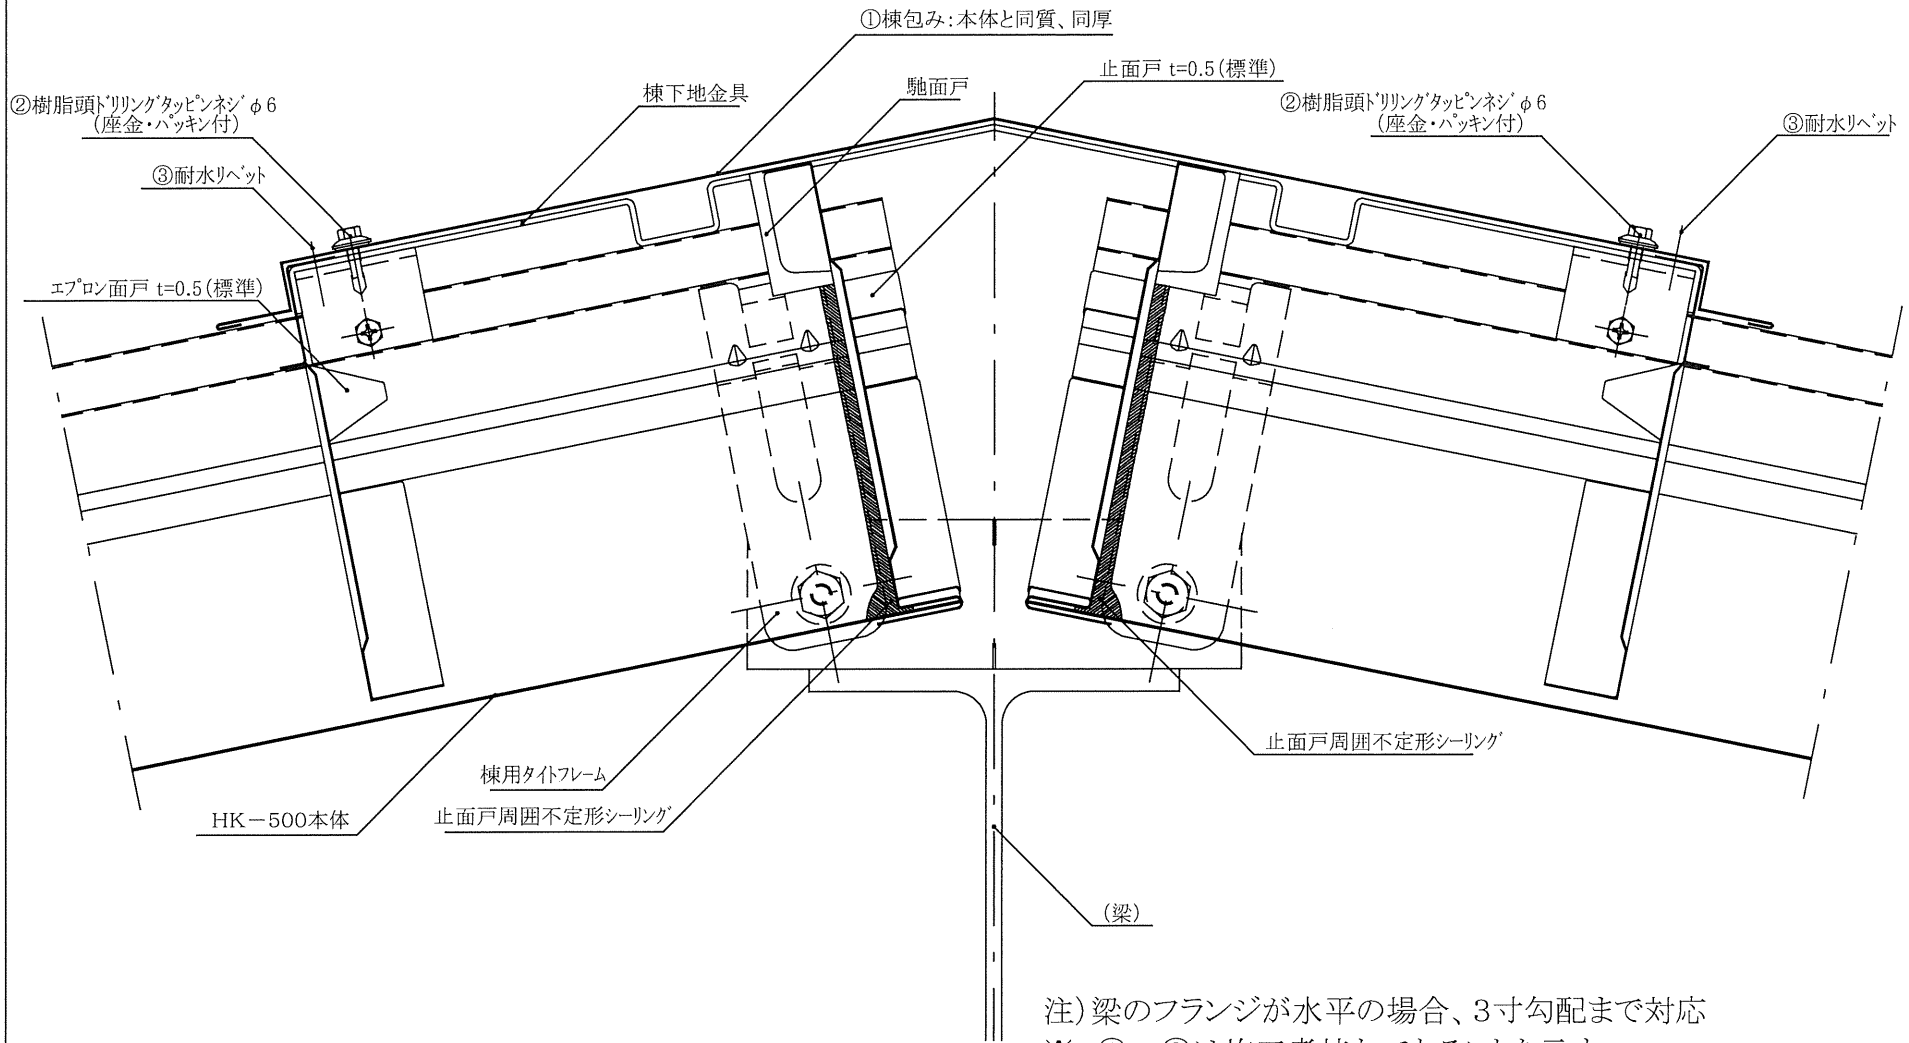 ①棟包み:本体と同質、同厚
止面戸 t=0.5(標準)
馳面戸
棟下地金具
②樹脂頭ﾄﾞﾘﾘﾝｸﾞﾀｯﾋﾟﾝﾈｼﾞφ6
(座金・ﾊﾟｯｷﾝ付)
②樹脂頭ﾄﾞﾘﾘﾝｸﾞﾀｯﾋﾟﾝﾈｼﾞφ6
(座金・ﾊﾟｯｷﾝ付)
③耐水ﾘﾍﾞｯﾄ
③耐水ﾘﾍﾞｯﾄ
ｴﾌﾟﾛﾝ面戸 t=0.5(標準)
止面戸周囲不定形ｼｰﾘﾝｸﾞ
棟用ﾀｲﾄﾌﾚｰﾑ
止面戸周囲不定形ｼｰﾘﾝｸﾞ
HK-500本体
(梁)
注)梁のフランジが水平の場合、3寸勾配まで対応